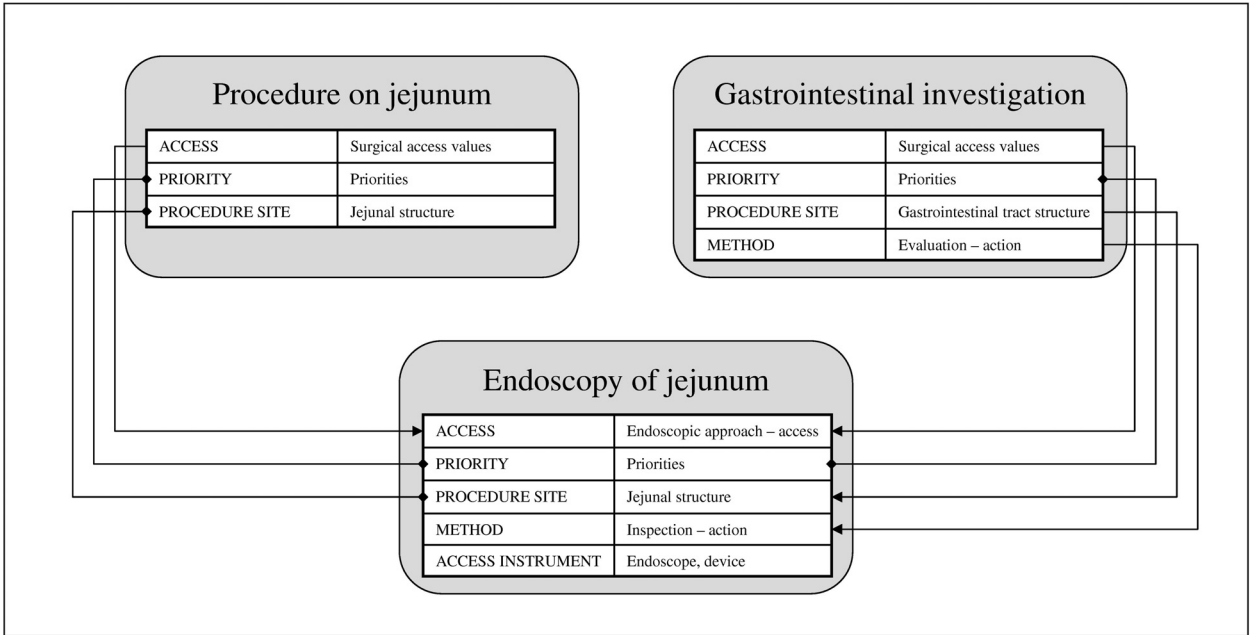 Procedure on jejunum
ACCESS Surgical access values
PRIORITY Priorities
PROCEDURE SITE Jejunal structure
Gastrointestinal investigation
ACCESS Surgical access values
PRIORITY Priorities
PROCEDURE SITE Gastrointestinal tract structure
METHOD Evaluation – action
Endoscopy of jejunum
ACCESS Endoscopic approach – access
PRIORITY Priorities
PROCEDURE SITE Jejunal structure
METHOD Inspection – action
ACCESS INSTRUMENT Endoscope, device